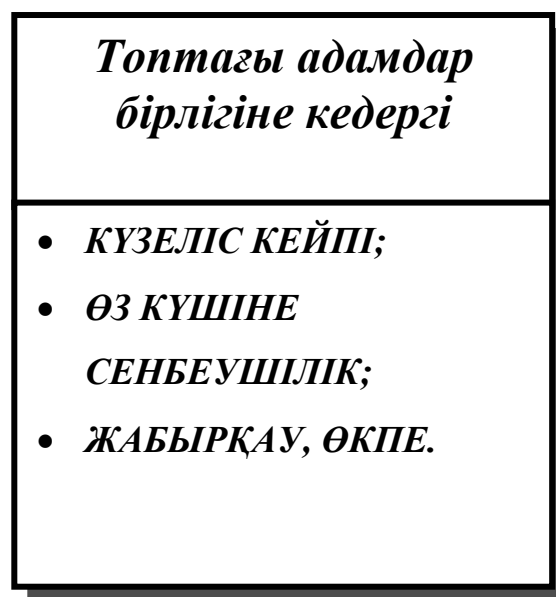 Топтағы адамдар
бірлігіне кедергі
• КҮЗЕЛІС КЕЙПІ;
• ӨЗ КҮШІНЕ
СЕНБЕУШІЛІК;
• ЖАБЫРҚАУ, ӨКПЕ.